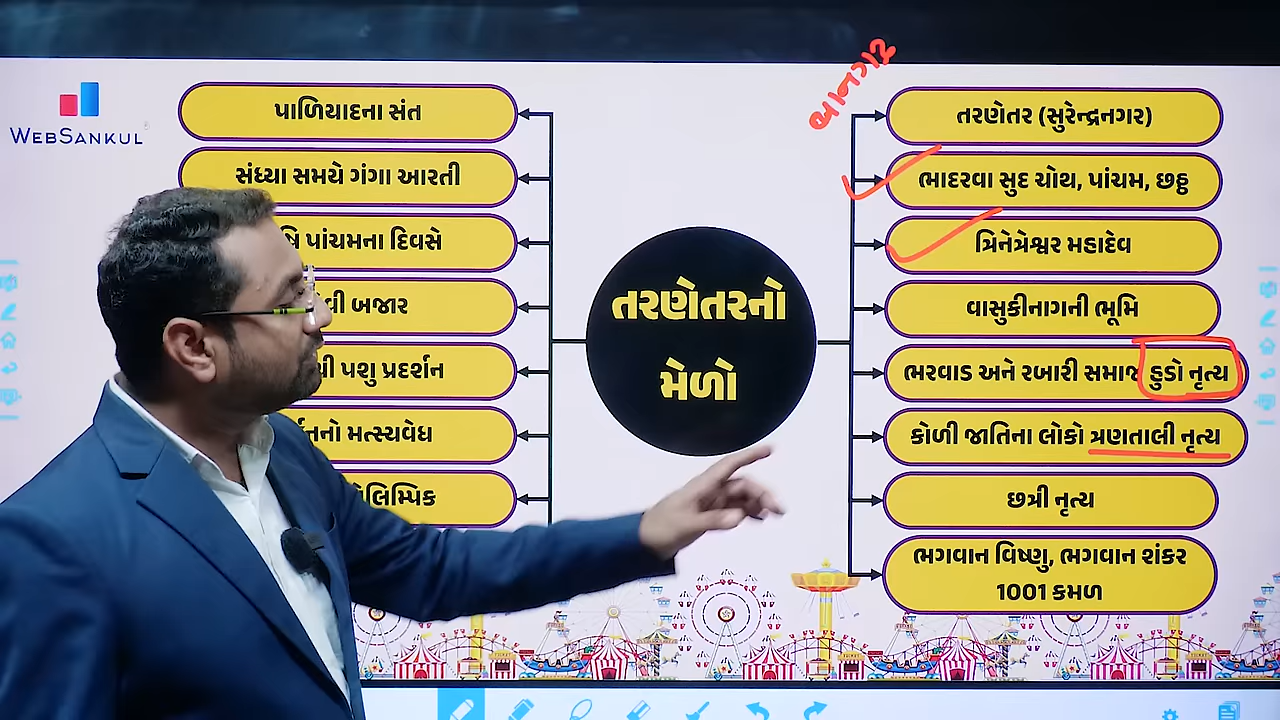 WEBSANKUL
પાળિયાદના સંત
સંધ્યા સમયે ગંગા આરતી
પાંચમના દિવસે
બજાર
પશુ પ્રદર્શન
મત્સ્યવેધ
તરણેતરનો
મેળો
તરણેતર (સુરેન્દ્રનગર)
ભાદરવા સુદ ચોથ, પાંચમ, છઠ્ઠ
ત્રિનેત્રેશ્વર મહાદેવ
વાસુકીનાગની ભૂમિ
ભરવાડ અને રબારી સમાજ હુડો નૃત્ય
કોળી જાતિના લોકો ત્રણતાલી નૃત્ય
છત્રી નૃત્ય
ભગવાન વિષ્ણુ, ભગવાન શંકર
1001 કમળ